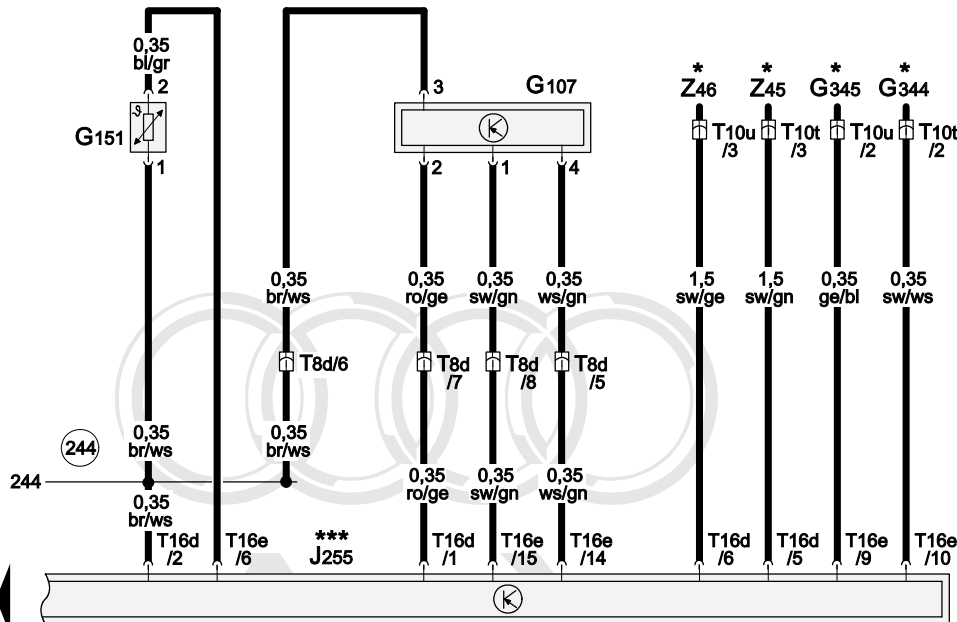 0,35
bl/gr
2
G151
1
3
G107
2
1
4
*
Z46
*
Z45
*
G345
*
G344
T10u
/3
T10t
/3
T10u
/2
T10t
/2
0,35
br/ws
0,35
ro/ge
0,35
sw/gn
0,35
ws/gn
1,5
sw/ge
1,5
sw/gn
0,35
ge/bl
0,35
sw/ws
T8d/6
T8d
/7
T8d
/8
T8d
/5
244
0,35
br/ws
0,35
br/ws
244
0,35
ro/ge
0,35
sw/gn
0,35
ws/gn
0,35
br/ws
T16d
/2
T16e
/6
***
J255
T16d
/1
T16e
/15
T16e
/14
T16d
/6
T16d
/5
T16e
/9
T16e
/10